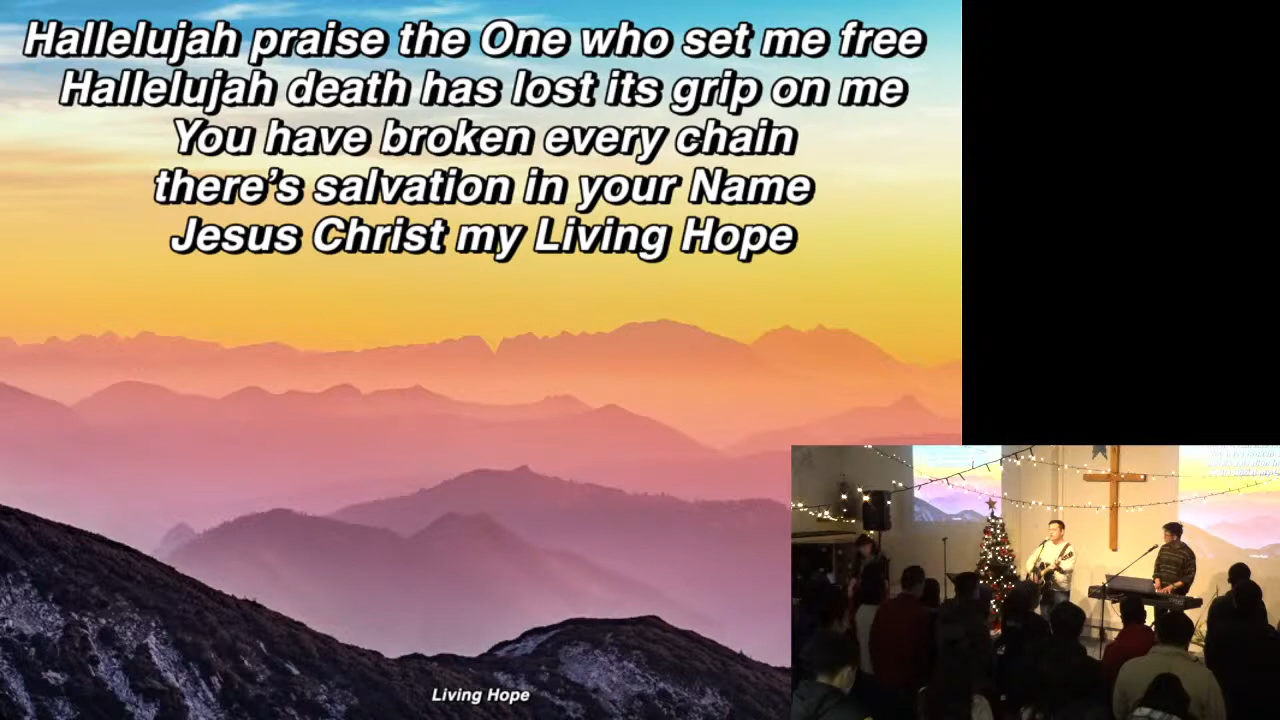 Hallelujah praise the One who set me free
Hallelujah death has lost its grip on me
You have broken every chain
there's salvation in your Name
Jesus Christ my Living Hope
Living Hope